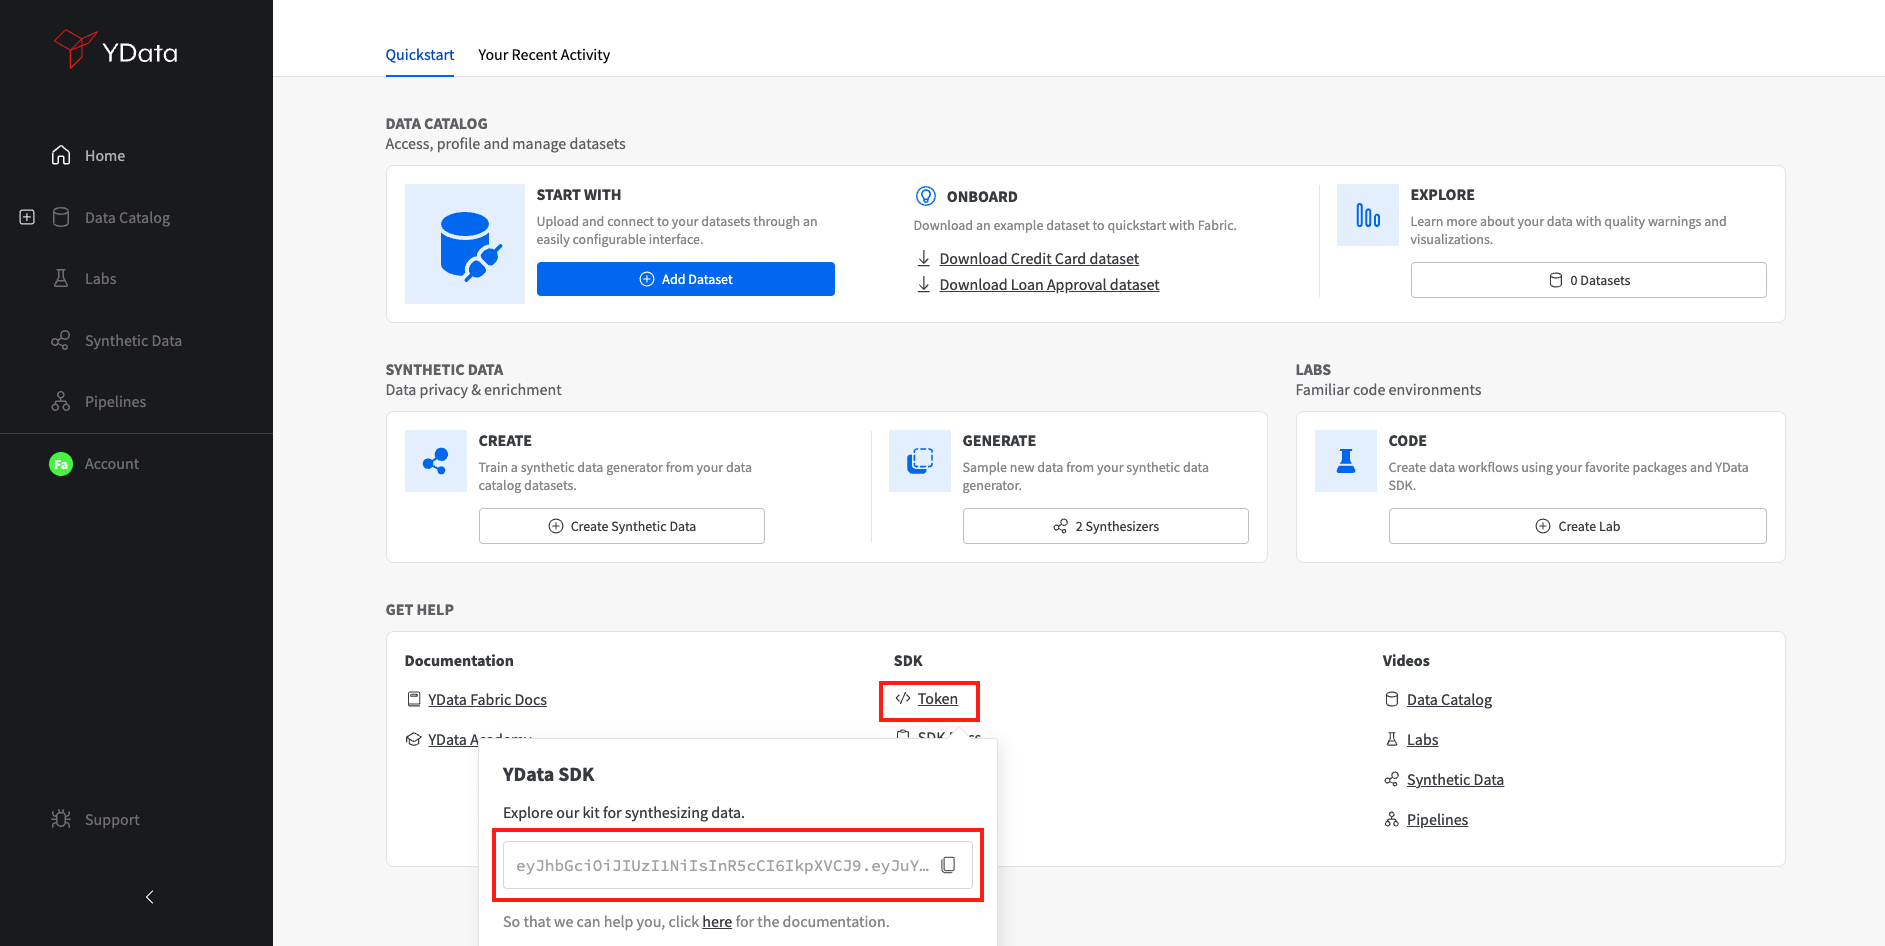 YData
Home
Data Catalog
Labs
Synthetic Data
Pipelines
Fa
Account
Support
Quickstart
Your Recent Activity
DATA CATALOG
Access, profile and manage datasets
START WITH
Upload and connect to your datasets through an
easily configurable interface.
Add Dataset
ONBOARD
Download an example dataset to quickstart with Fabric.
Download Credit Card dataset
Download Loan Approval dataset
EXPLORE
Learn more about your data with quality warnings and
visualizations.
0 Datasets
SYNTHETIC DATA
Data privacy & enrichment
CREATE
Train a synthetic data generator from your data
catalog datasets.
Create Synthetic Data
GENERATE
Sample new data from your synthetic data
generator.
2 Synthesizers
LABS
Familiar code environments
CODE
Create data workflows using your favorite packages and YData
SDK.
Create Lab
GET HELP
Documentation
YData Fabric Docs
YData Academy
SDK
Token
SDK Docs
YData SDK
Explore our kit for synthesizing data.
eyJhbGciOiJIUzI1NiIsInR5cCI6IkpXVCJ9.eyJuY…
So that we can help you, click here for the documentation.
Videos
Data Catalog
Labs
Synthetic Data
Pipelines